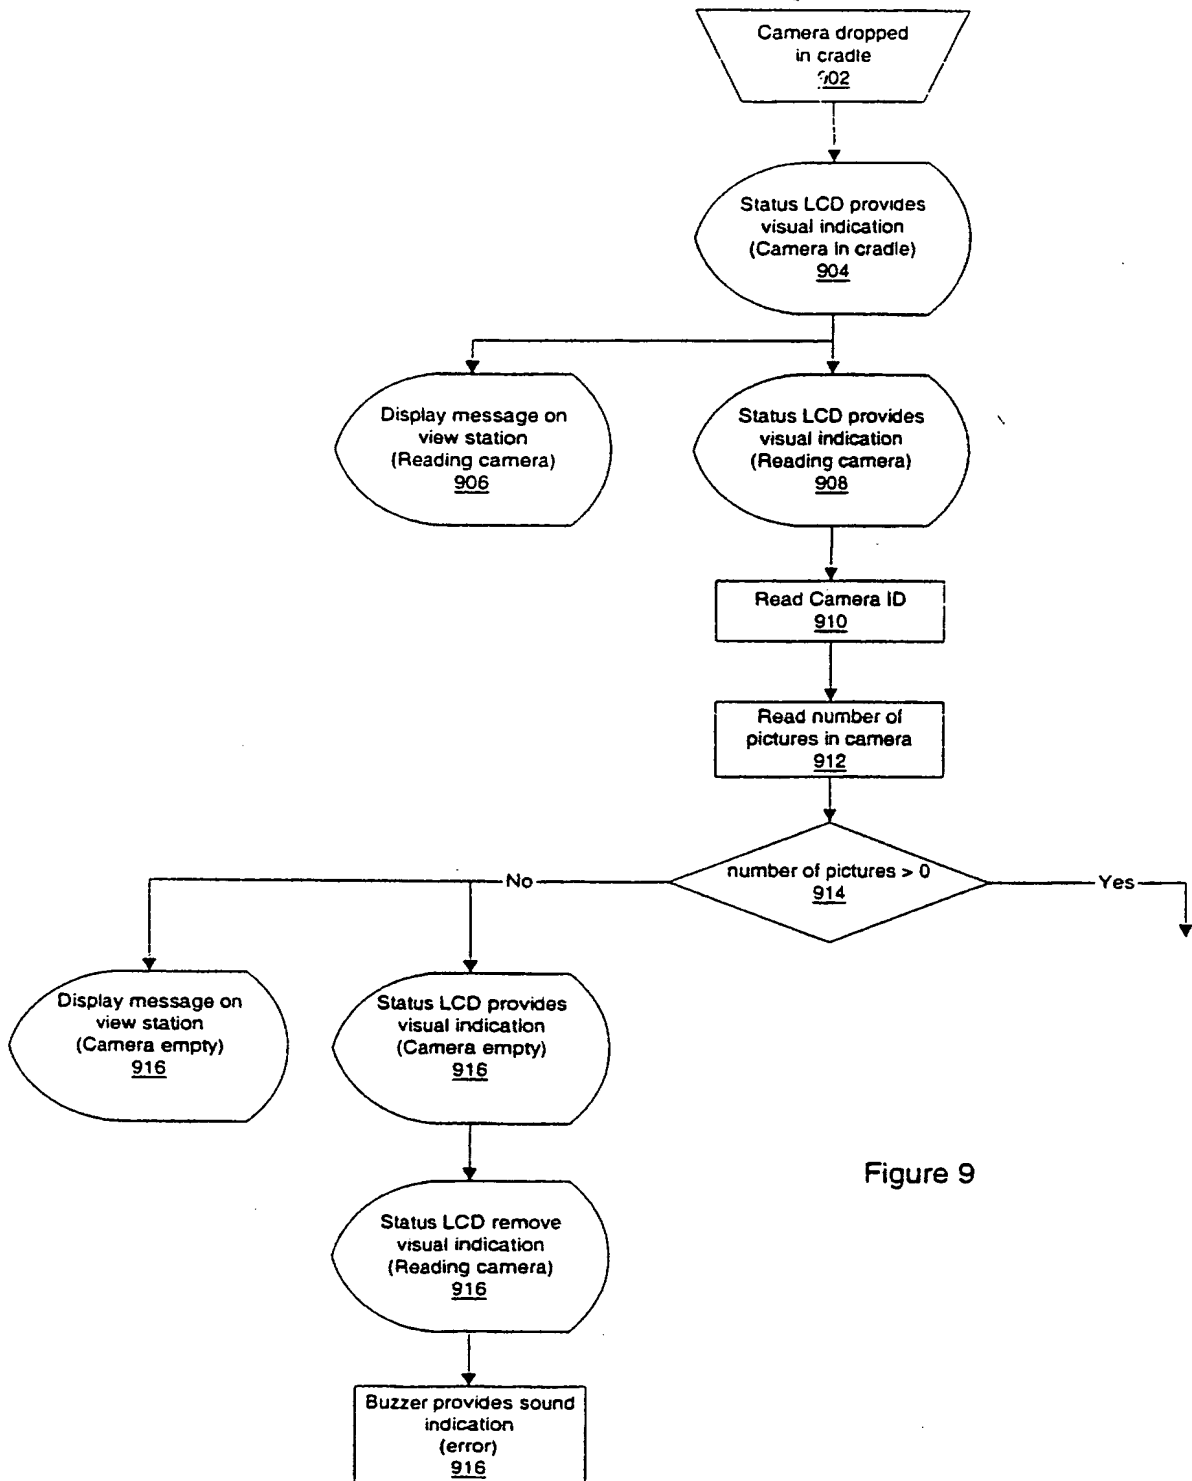 Camera dropped
in cradle
902
Status LCD provides
visual indication
(Camera in cradle)
904
Display message on
view station
(Reading camera)
906
Status LCD provides
visual indication
(Reading camera)
908
Read Camera ID
910
Read number of
pictures in camera
912
number of pictures > 0
914
No
Yes
Display message on
view station
(Camera empty)
916
Status LCD provides
visual indication
(Camera empty)
916
Figure 9
Status LCD remove
visual indication
(Reading camera)
916
Buzzer provides sound
indication
(error)
916